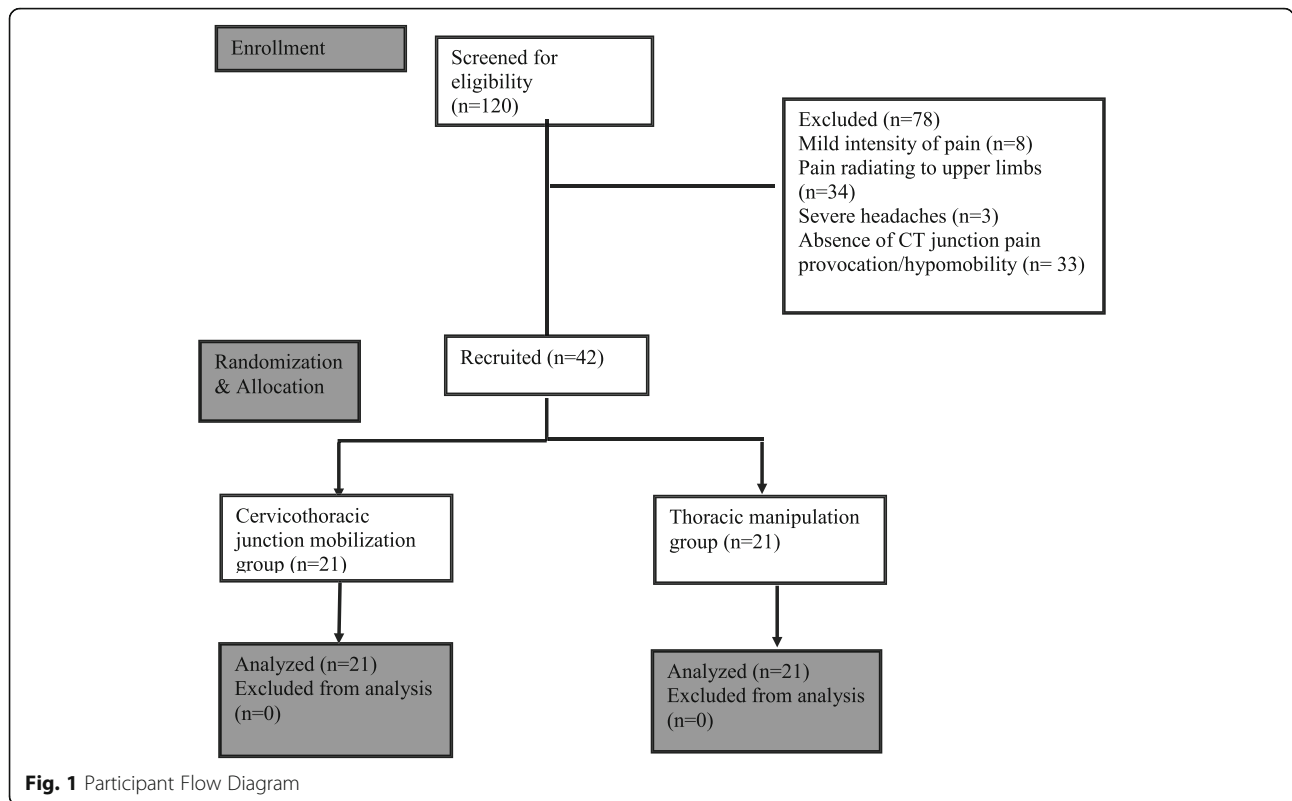 Enrollment
Screened for
eligibility
(n=120)
Excluded (n=78)
Mild intensity of pain (n=8)
Pain radiating to upper limbs
(n=34)
Severe headaches (n=3)
Absence of CT junction pain
provocation/hypomobility (n= 33)
Recruited (n=42)
Randomization
& Allocation
Cervicothoracic
junction mobilization
group (n=21)
Thoracic manipulation
group (n=21)
Analyzed (n=21)
Excluded from analysis
(n=0)
Analyzed (n=21)
Excluded from analysis
(n=0)
Fig. 1 Participant Flow Diagram